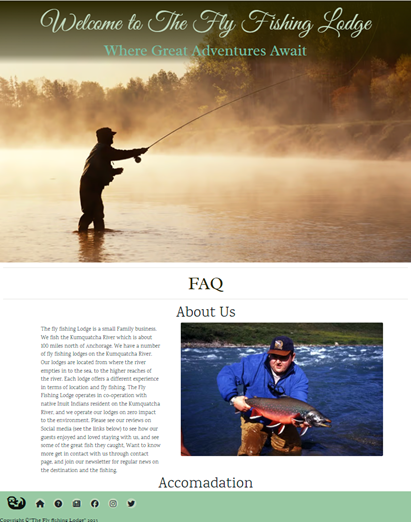 Welcome to The Fly Fishing Lodge
Where Great Adventures Await
FAQ
About Us
The fly fishing Lodge is a small Family business.
We fish the Kumquatcha River which is about
160 miles north of Anchorage. We have a number
of fly fishing lodges on the Kumquatcha River.
Our lodges are located from where the river
empties in to the sea, to the higher reaches of
the river. Each lodge offers a different experience
in terms of location and fly fishing. The Fly
Fishing Lodge operates in co-operation with
native Inuit Indians resident on the Kumquatcha
River, and we operate our lodges on zero impact
to the environment. Please see our reviews on
Social media (see the links below) to see how our
guests enjoyed and loved staying with us, and see
some of the great fish they caught. Want to know
more get in contact with us through contact
page, and join our newsletter for regular news on
the destination and the fishing.
Accomadation
Copyright ©"The Fly fishing Lodge" 2023